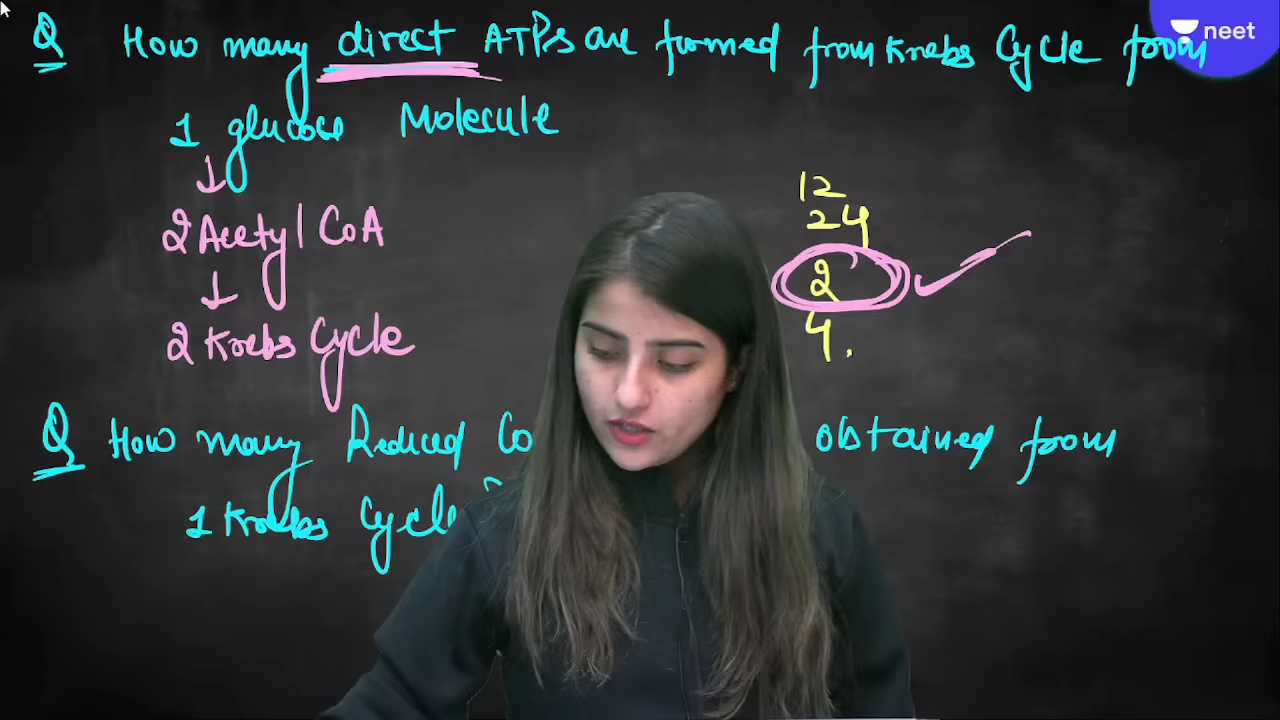 Q How many direct ATPs are formed from Krebs Cycle from
1 glucose Molecule
↓
2 Acetyl CoA
↓
2 Krebs Cycle
12
24
2
4.
Q How many Reduced Co obtained from
1 Krebs Cycle
neet